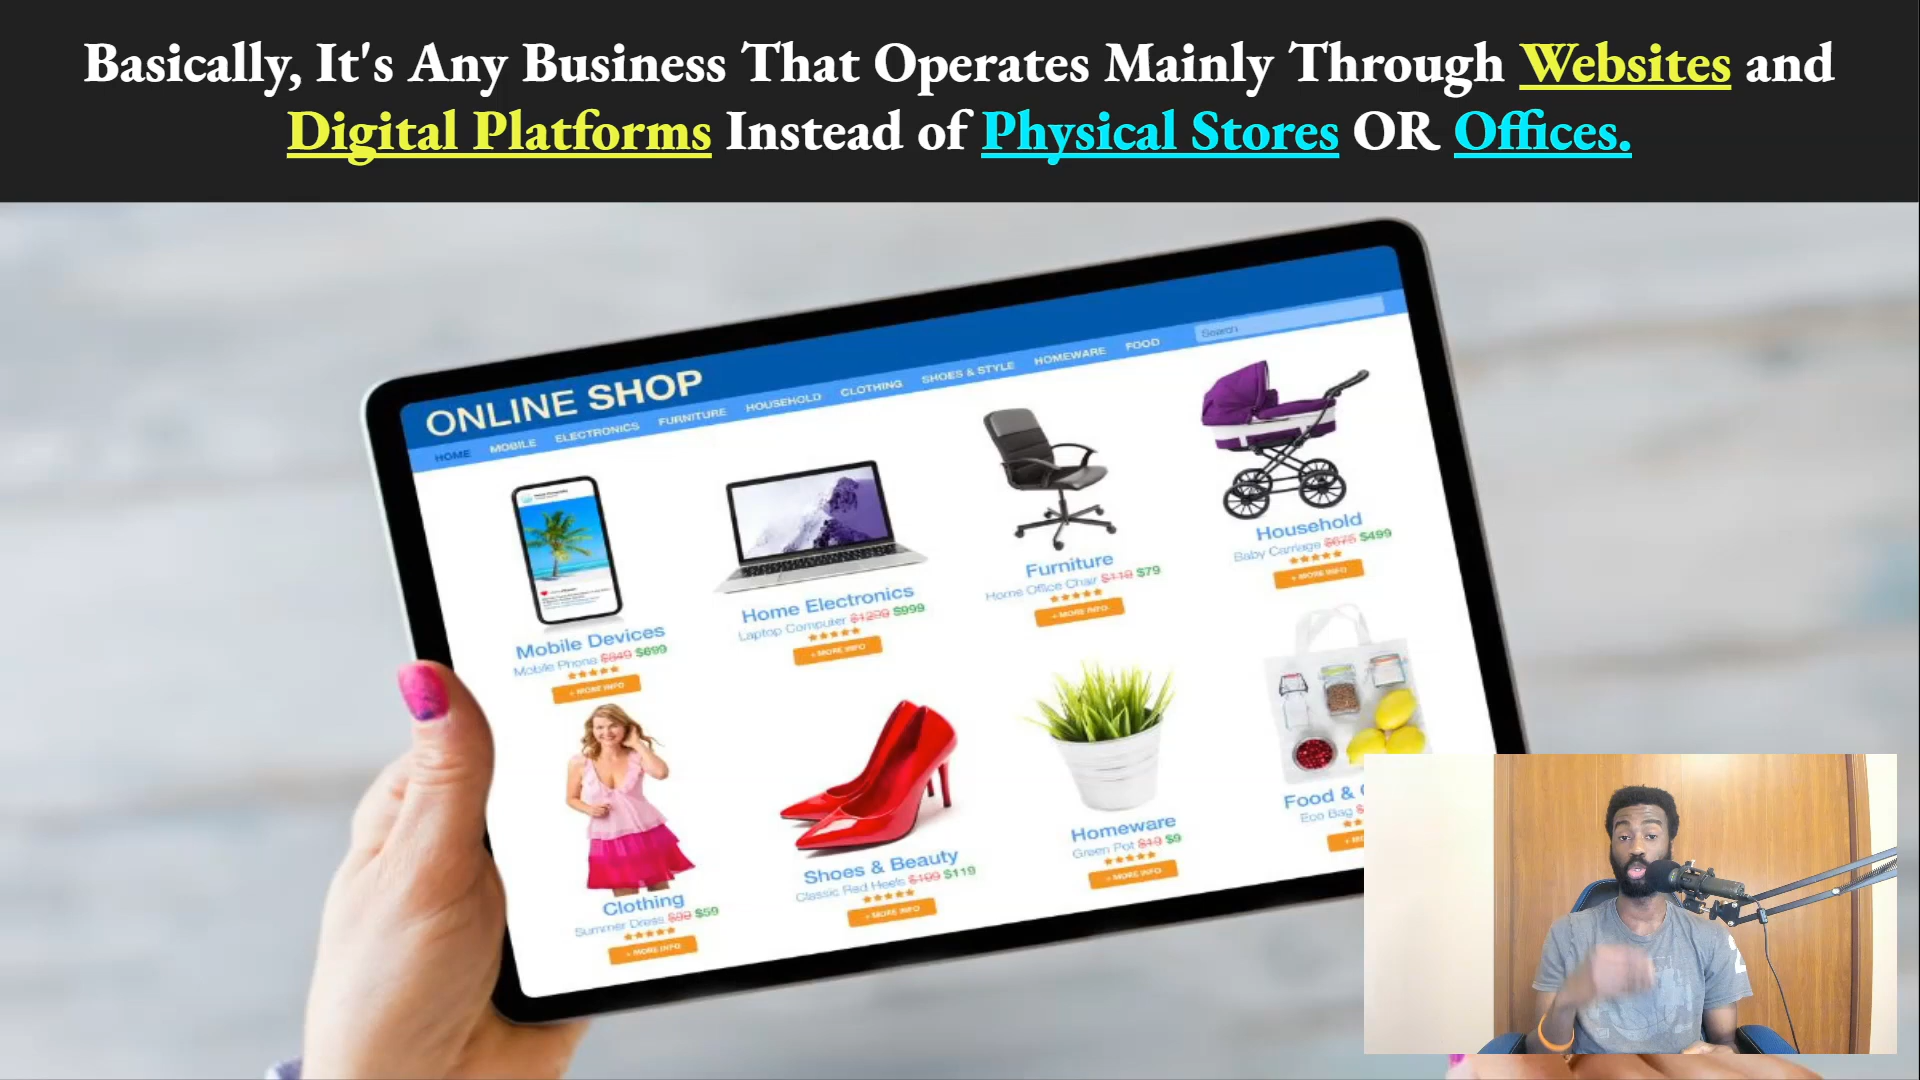 Basically, It's Any Business That Operates Mainly Through Websites and
Digital Platforms Instead of Physical Stores OR Offices.
ONLINE SHOP
HOME MOBILE ELECTRONICS FURNITURE HOUSEHOLD CLOTHING SHOES & STYLE HOMEWARE FOOD Search
Mobile Devices
Mobile Phone $849 $699
+ MORE INFO
Home Electronics
Laptop Computer $1299 $999
+ MORE INFO
Furniture
Home Office Chair $119 $79
+ MORE INFO
Household
Baby Carriage $675 $499
+ MORE INFO
Clothing
Summer Dress $99 $59
+ MORE INFO
Shoes & Beauty
Classic Red Heels $199 $119
+ MORE INFO
Homeware
Green Pot $19 $9
+ MORE INFO
Food &
Eco Bag